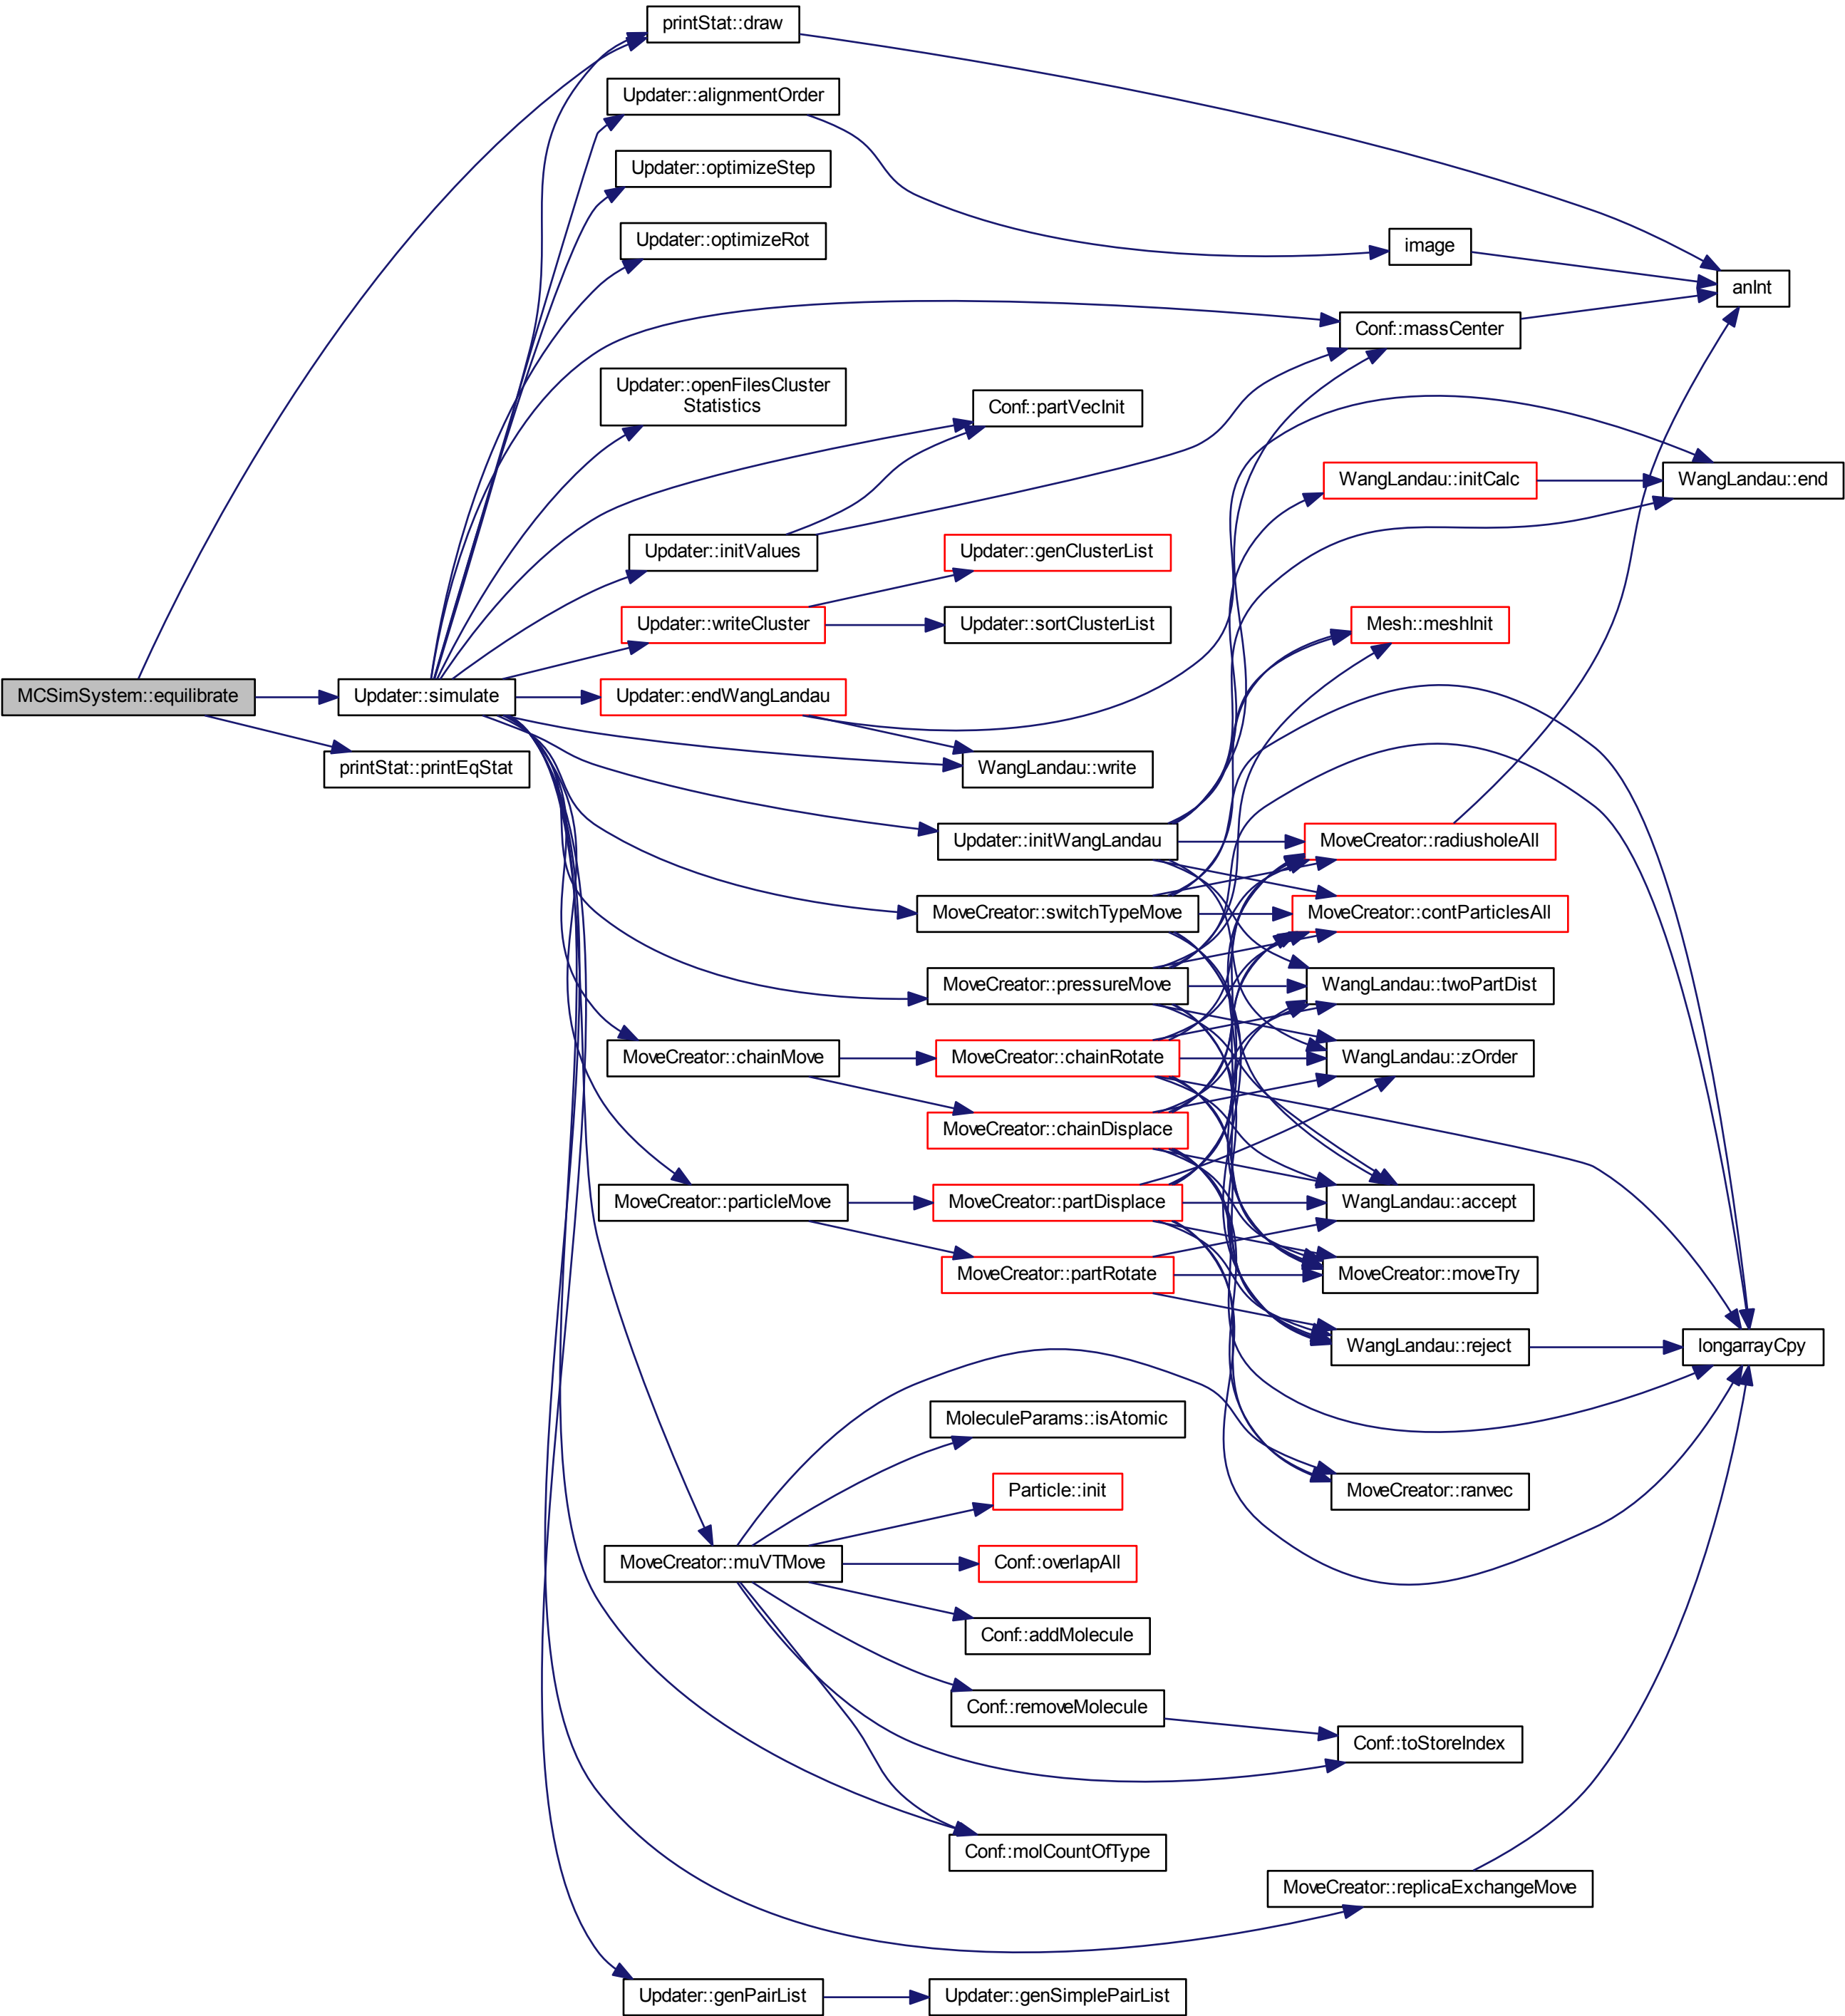 printStat::draw
Updater::alignmentOrder
Updater::optimizeStep
Updater::optimizeRot
image
anInt
Conf::massCenter
Updater::openFilesCluster
Statistics
Conf::partVecInit
WangLandau::initCalc
WangLandau::end
Updater::initValues
Updater::genClusterList
Updater::writeCluster
Updater::sortClusterList
Mesh::meshInit
MCSimSystem::equilibrate
Updater::simulate
Updater::endWangLandau
printStat::printEqStat
WangLandau::write
Updater::initWangLandau
MoveCreator::radiusholeAll
MoveCreator::switchTypeMove
MoveCreator::contParticlesAll
MoveCreator::pressureMove
WangLandau::twoPartDist
MoveCreator::chainMove
MoveCreator::chainRotate
WangLandau::zOrder
MoveCreator::chainDisplace
MoveCreator::particleMove
MoveCreator::partDisplace
WangLandau::accept
MoveCreator::partRotate
MoveCreator::moveTry
WangLandau::reject
longarrayCpy
MoleculeParams::isAtomic
Particle::init
MoveCreator::ranvec
MoveCreator::muVTMove
Conf::overlapAll
Conf::addMolecule
Conf::removeMolecule
Conf::toStoreIndex
Conf::molCountOfType
MoveCreator::replicaExchangeMove
Updater::genPairList
Updater::genSimplePairList